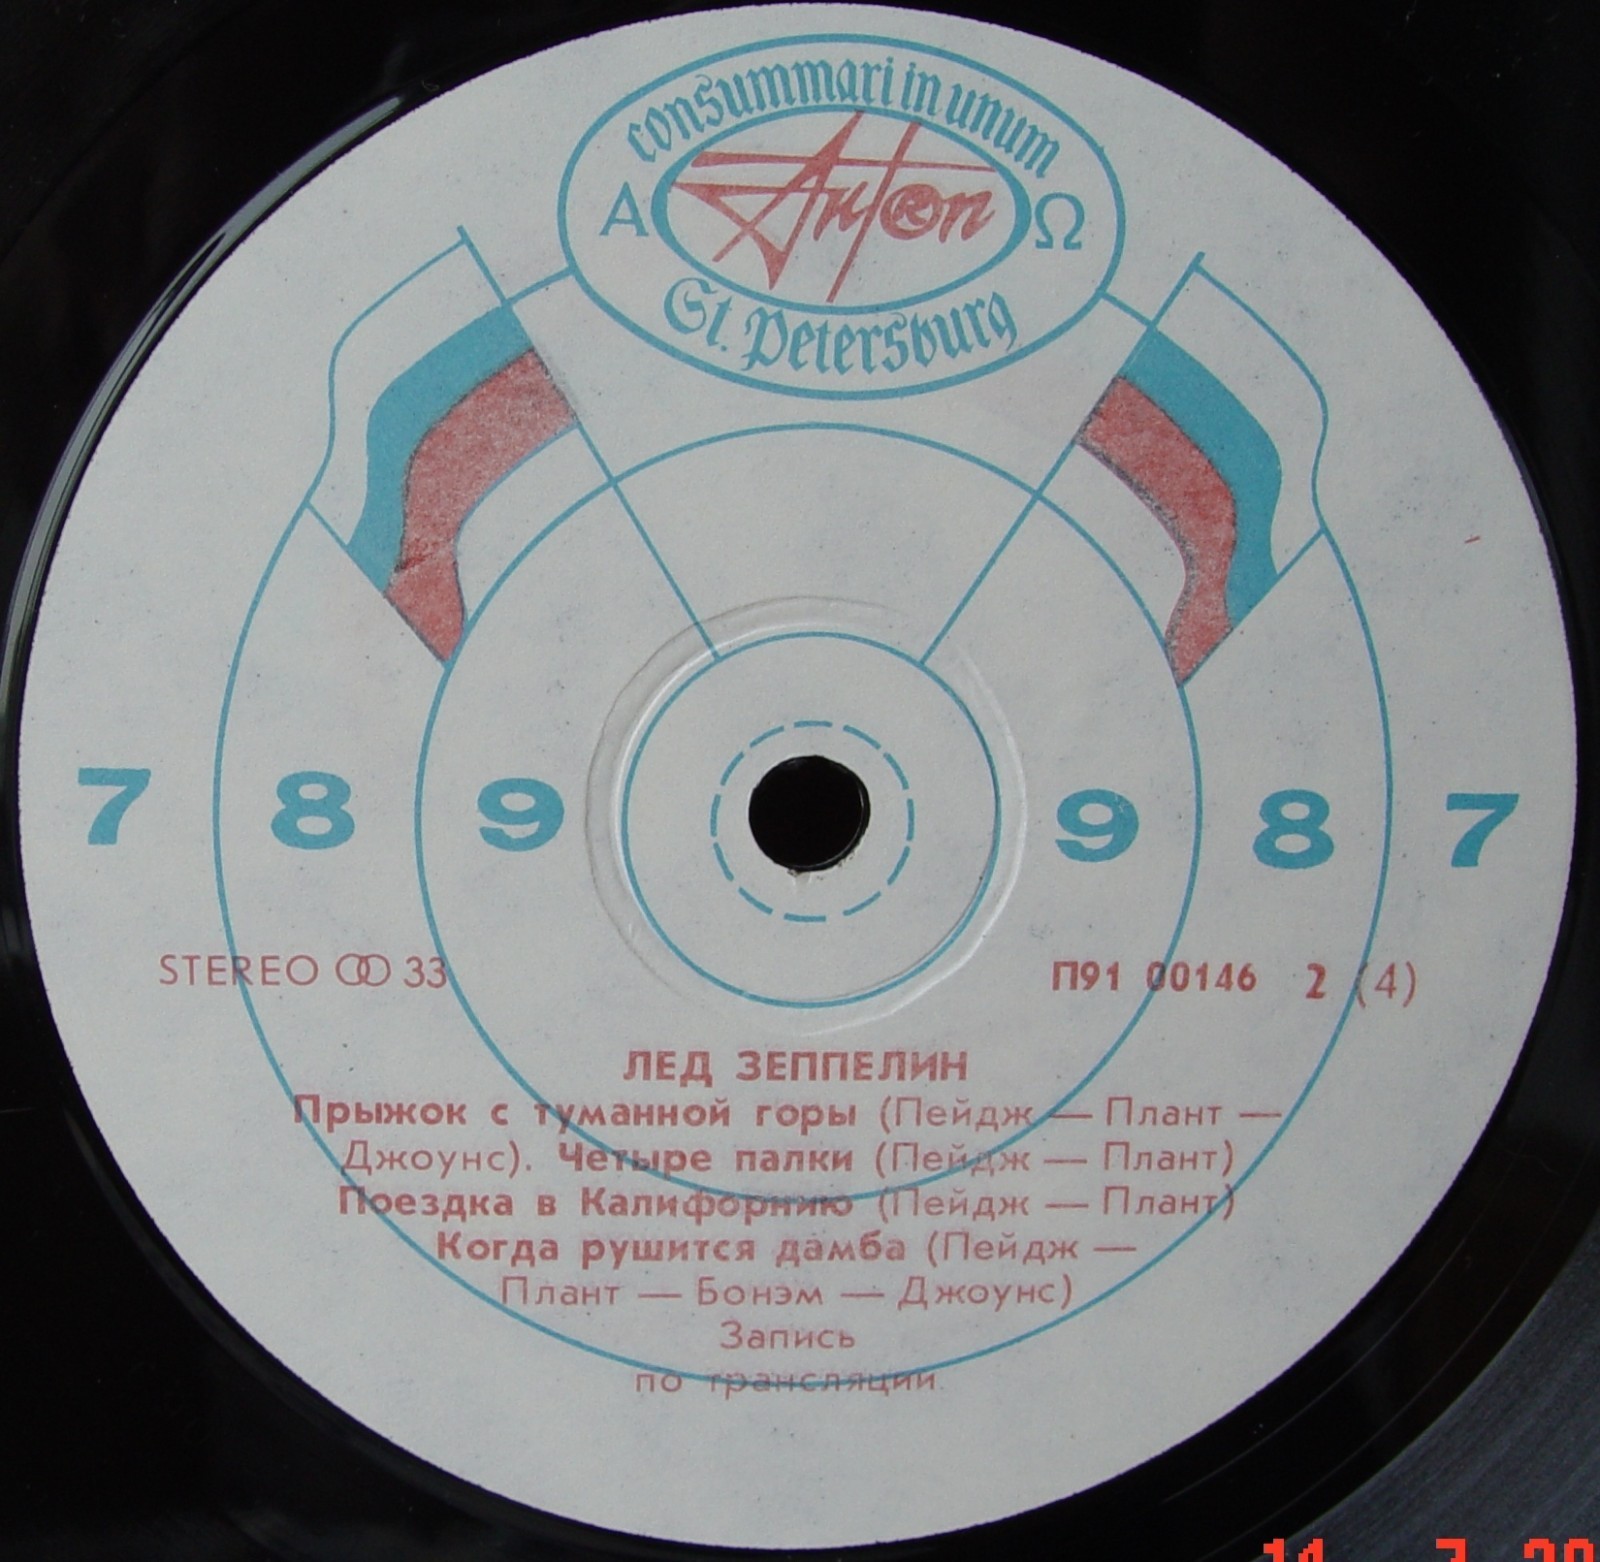 consummari in unum
Α Anton Ω
St. Petersburg
7 8 9 9 8 7
STEREO 33 П91 00146 2 (4)
ЛЕД ЗЕППЕЛИН
Прыжок с туманной горы (Пейдж — Плант —
Джоунс). Четыре палки (Пейдж — Плант)
Поездка в Калифорнию (Пейдж — Плант)
Когда рушится дамба (Пейдж —
Плант — Бонэм — Джоунс)
Запись
по трансляции